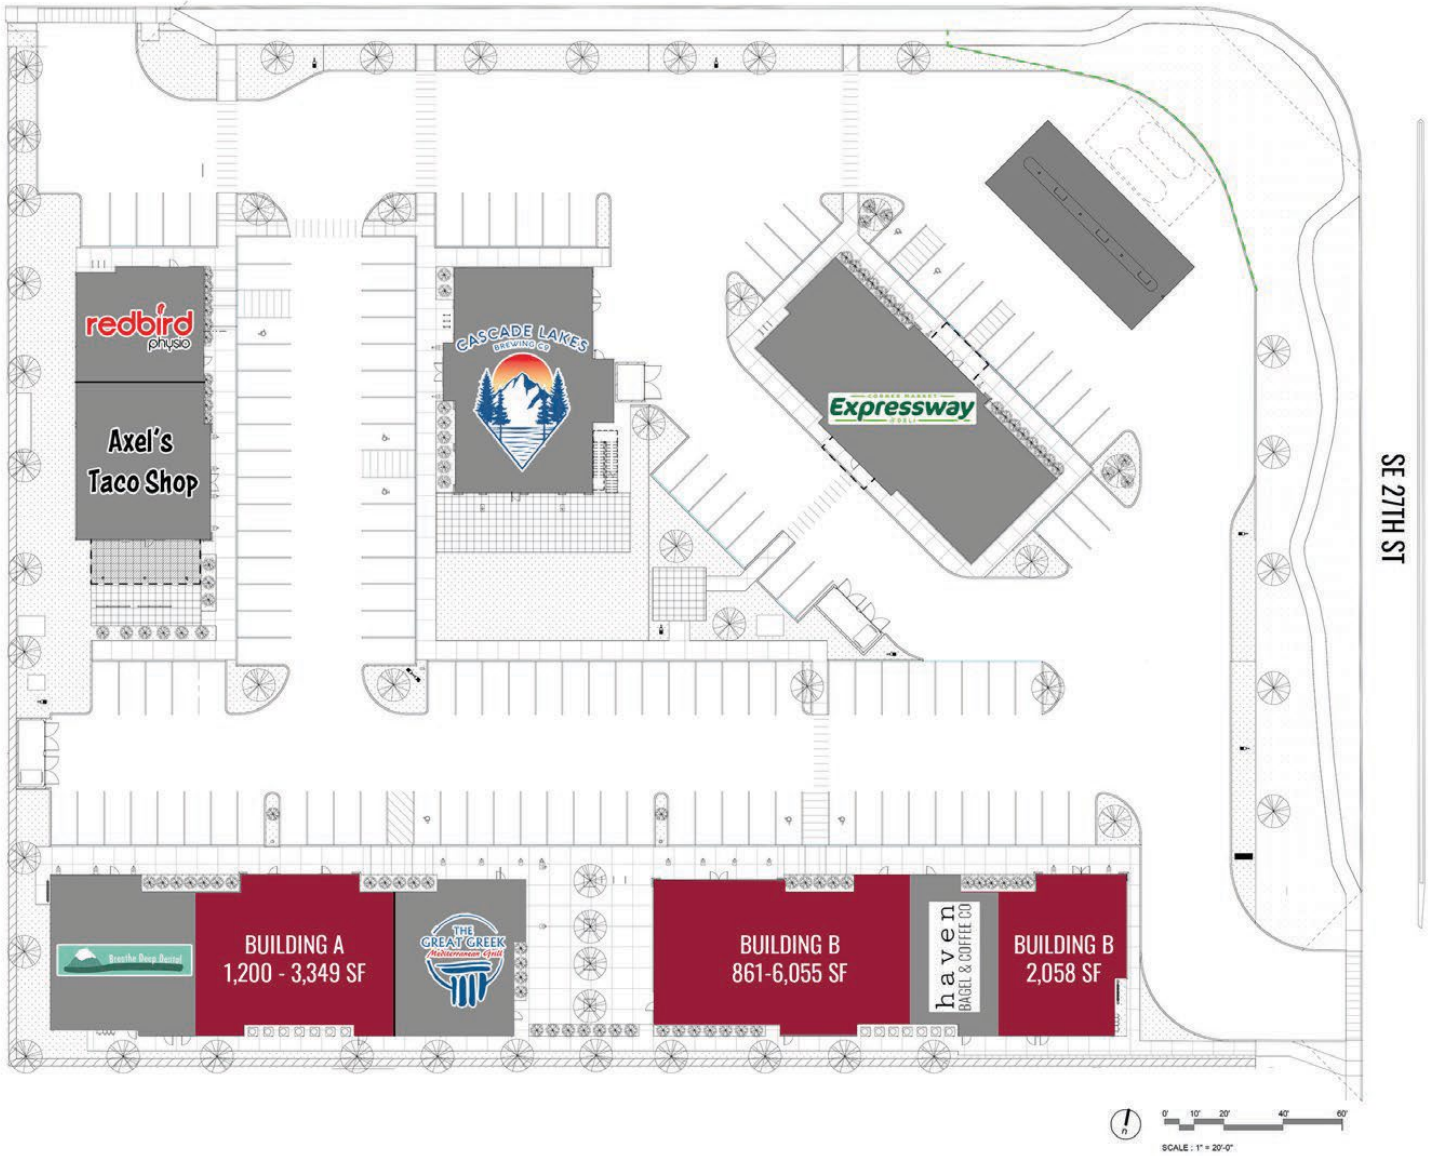 redbird
physio
Axel's
Taco Shop
CASCADE LAKES
BREWING CO
CORNER MARKET
Expressway
& DELI
SE 27TH ST
Breathe Deep Dental
BUILDING A
1,200 - 3,349 SF
THE
GREAT GREEK
Mediterranean Grill
BUILDING B
861-6,055 SF
haven
BAGEL & COFFEE CO
BUILDING B
2,058 SF
n
0' 10' 20' 40' 60'
SCALE : 1" = 20'-0"